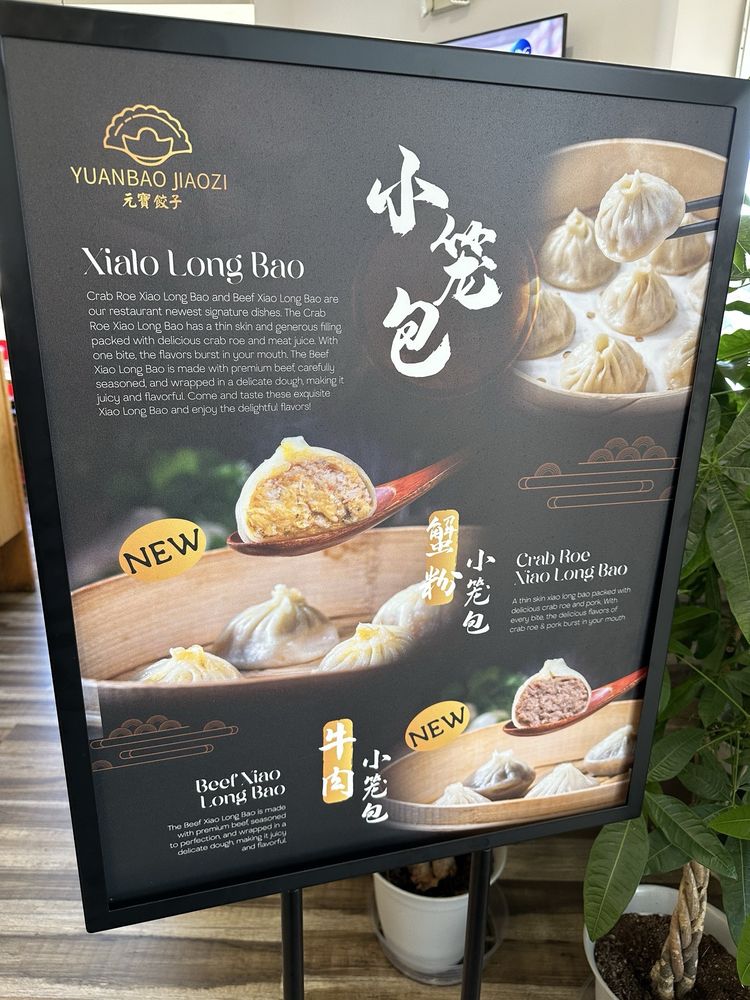 YUANBAO JIAOZI
元寶餃子
小笼包
Xialo Long Bao
Crab Roe Xiao Long Bao and Beef Xiao Long Bao are
our restaurant newest signature dishes. The Crab
Roe Xiao Long Bao has a thin skin and generous filling
packed with delicious crab roe and meat juice. With
one bite, the flavors burst in your mouth. The Beef
Xiao Long Bao is made with premium beef, carefully
seasoned, and wrapped in a delicate dough, making it
juicy and flavorful. Come and taste these exquisite
Xiao Long Bao and enjoy the delightful flavors!
NEW
蟹粉
小笼包
Crab Roe
Xiao Long Bao
A thin skin xiao long bao packed with
delicious crab roe and pork. With
every bite, the delicious flavors of
crab roe & pork burst in your mouth
NEW
牛肉
小笼包
Beef Xiao
Long Bao
The Beef Xiao Long Bao is made
with premium beef, seasoned
to perfection, and wrapped in a
delicate dough, making it juicy
and flavorful.